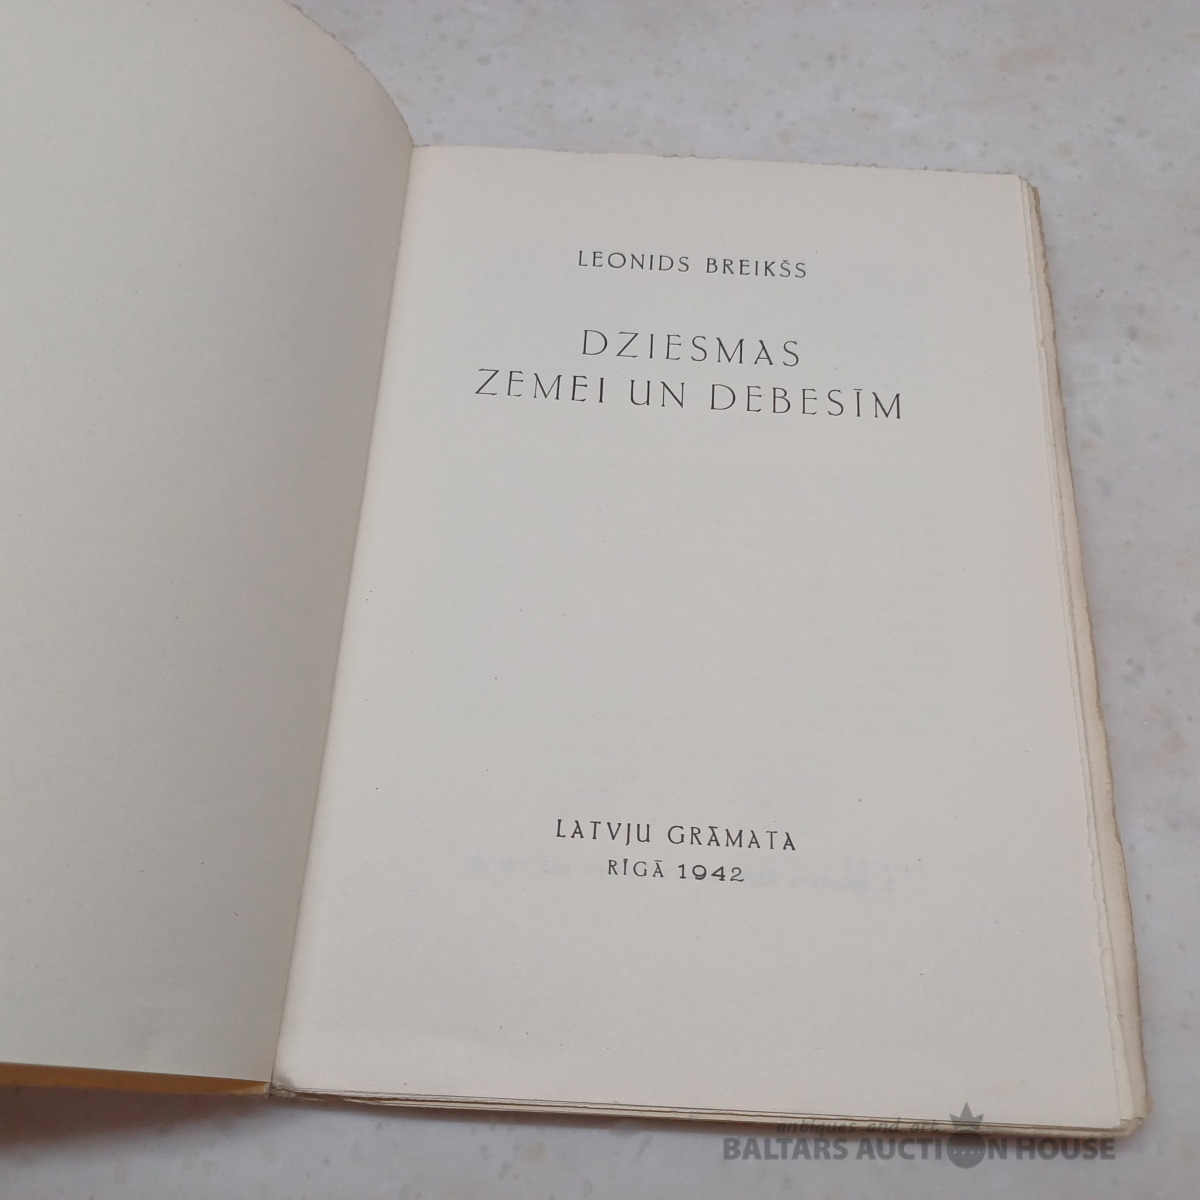 LEONIDS BREIKŠS
DZIESMAS
ZEMEI UN DEBESĪM
LATVJU GRĀMATA
RĪGĀ 1942
antiques and art
BALTARS AUCTION HOUSE